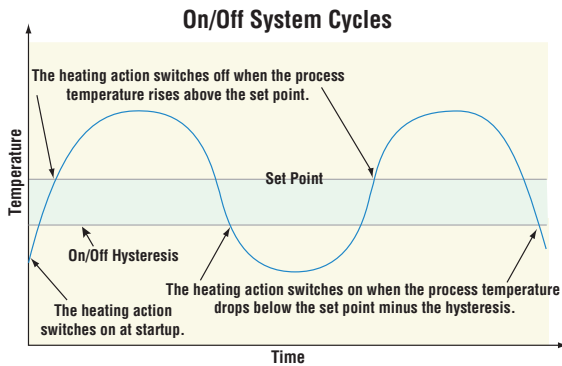 On/Off System Cycles
The heating action switches off when the process
temperature rises above the set point.
Temperature
Set Point
On/Off Hysteresis
The heating action
switches on at startup.
The heating action switches on when the process temperature
drops below the set point minus the hysteresis.
Time